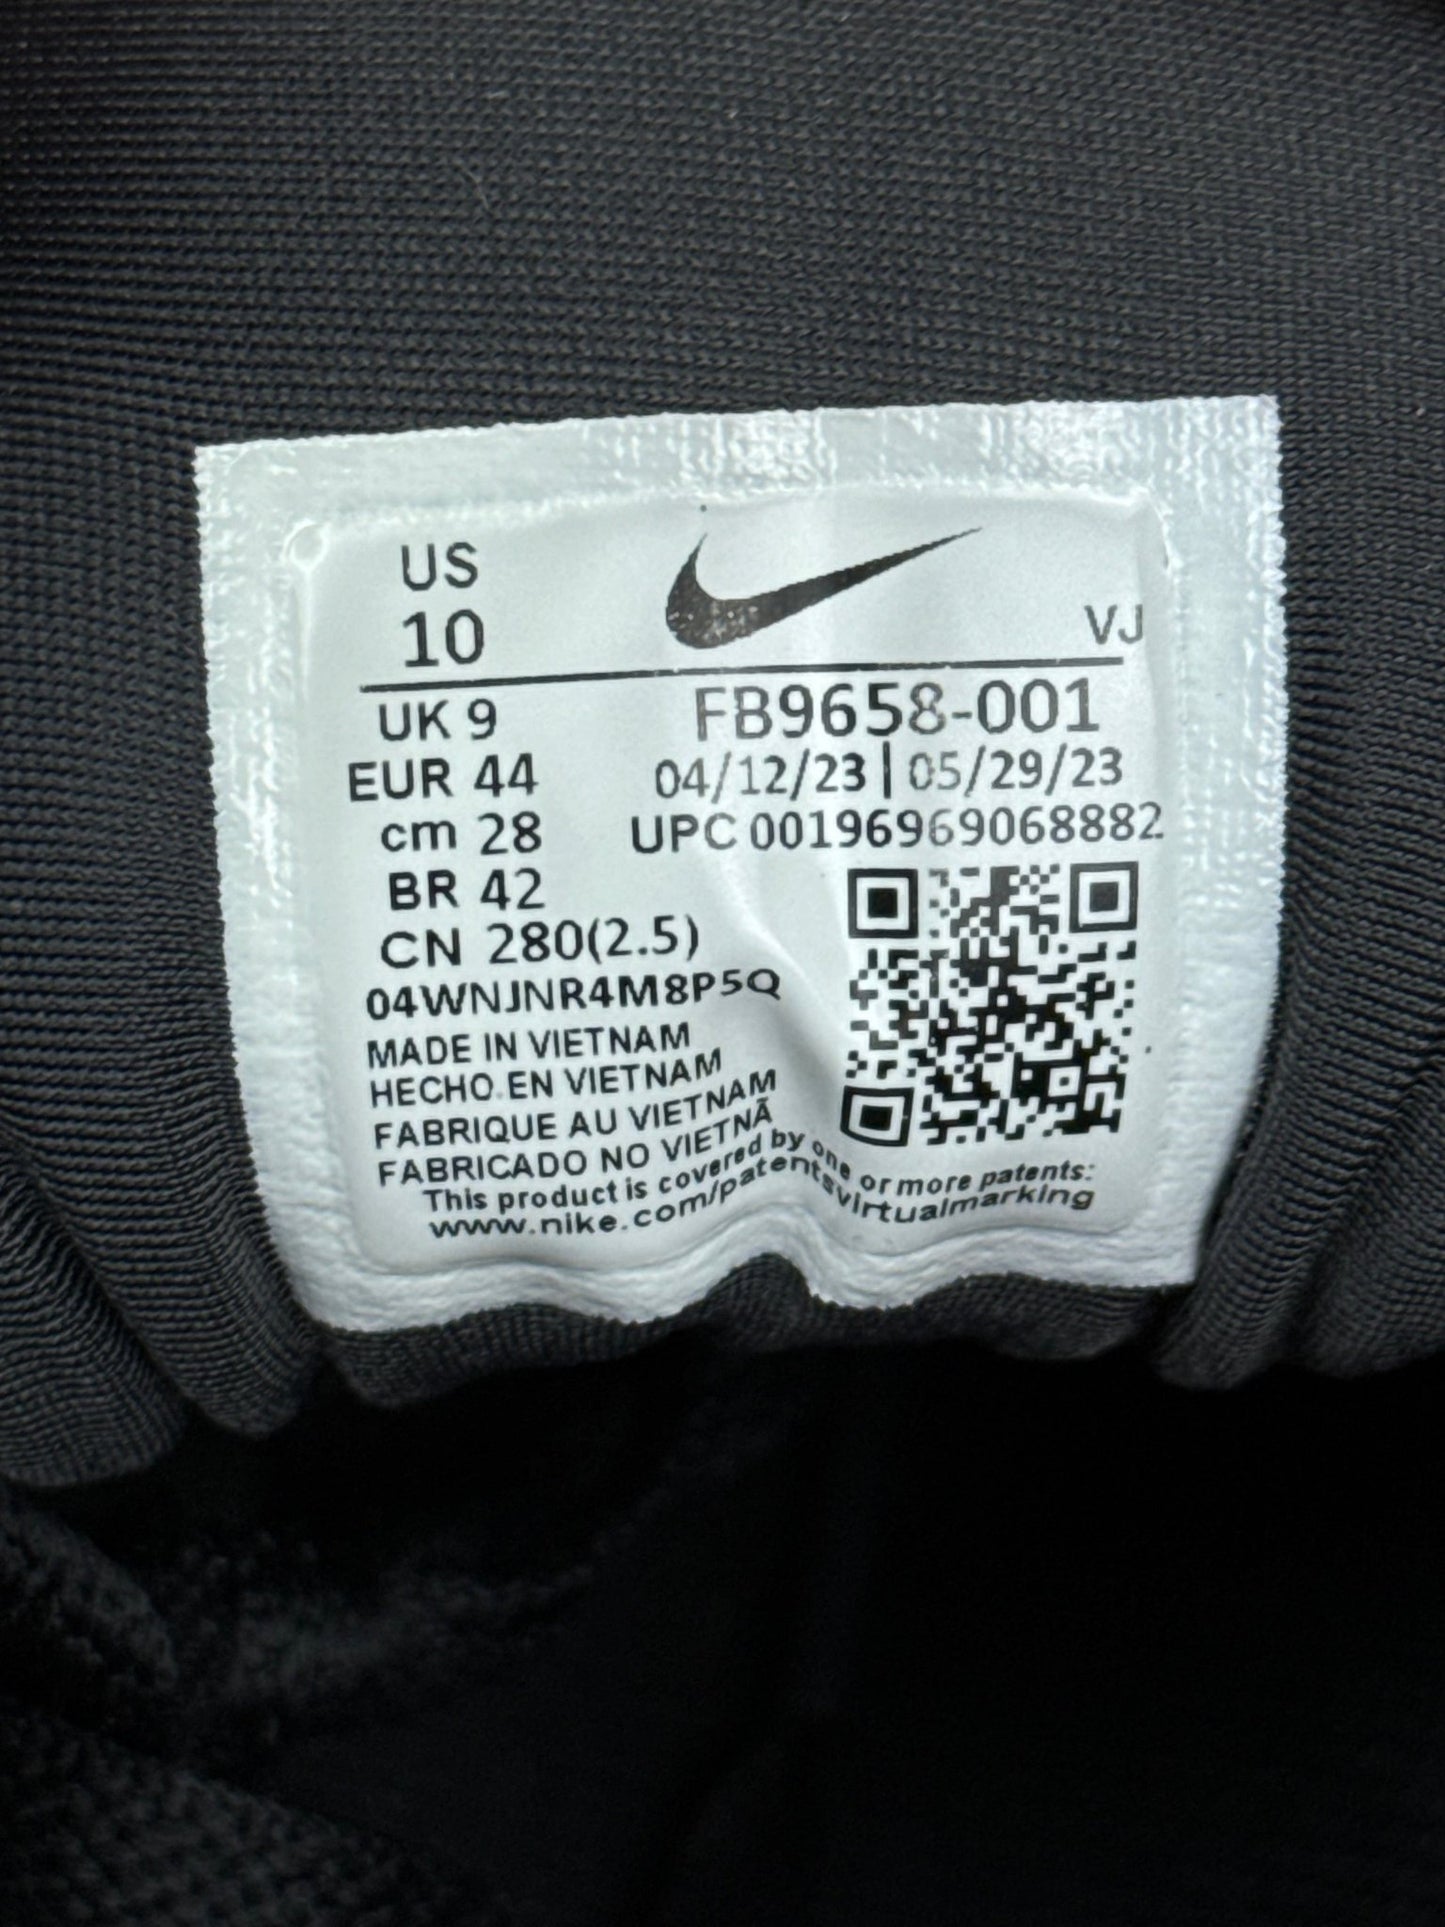 US
10
VJ
UK 9
EUR 44
cm 28
BR 42
CN 280(2.5)
04WNJNR4M8P5Q
FB9658-001
04/12/23 | 05/29/23
UPC 00196969068882
MADE IN VIETNAM
HECHO EN VIETNAM
FABRIQUE AU VIETNAM
FABRICADO NO VIETNÃ
This product is covered by one or more patents:
www.nike.com/patentsvirtualmarking